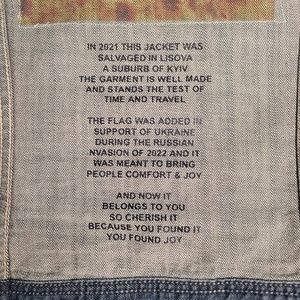 IN 2021 THIS JACKET WAS
SALVAGED IN LISOVA
A SUBURB OF KYIV
THE GARMENT IS WELL MADE
AND STANDS THE TEST OF
TIME AND TRAVEL
THE FLAG WAS ADDED IN
SUPPORT OF UKRAINE
DURING THE RUSSIAN
NVASION OF 2022 AND IT
WAS MEANT TO BRING
PEOPLE COMFORT & JOY
AND NOW IT
BELONGS TO YOU
SO CHERISH IT
BECAUSE YOU FOUND IT
YOU FOUND JOY